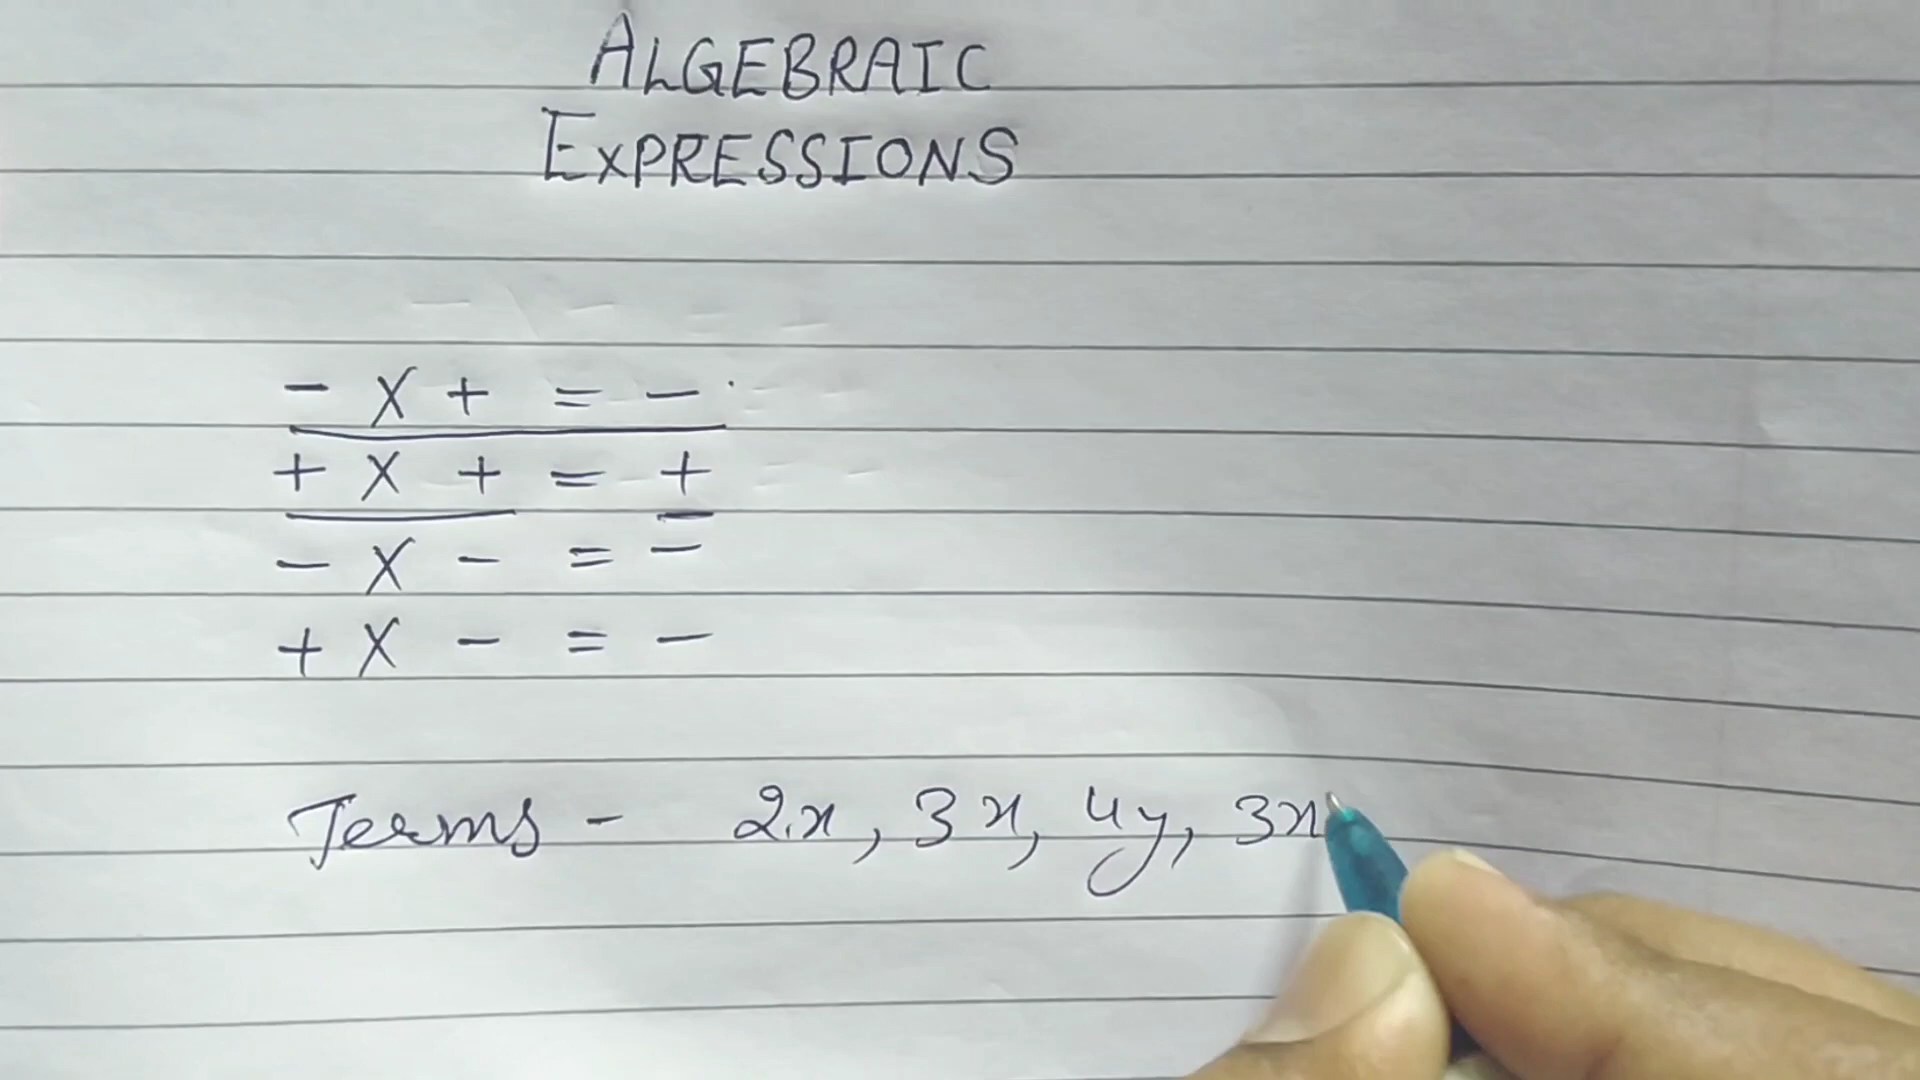 ALGEBRAIC
EXPRESSIONS
- X + = -
+ X + = +
- X - = -
+ X - = -
Terms - 2x, 3x, 4y, 3x